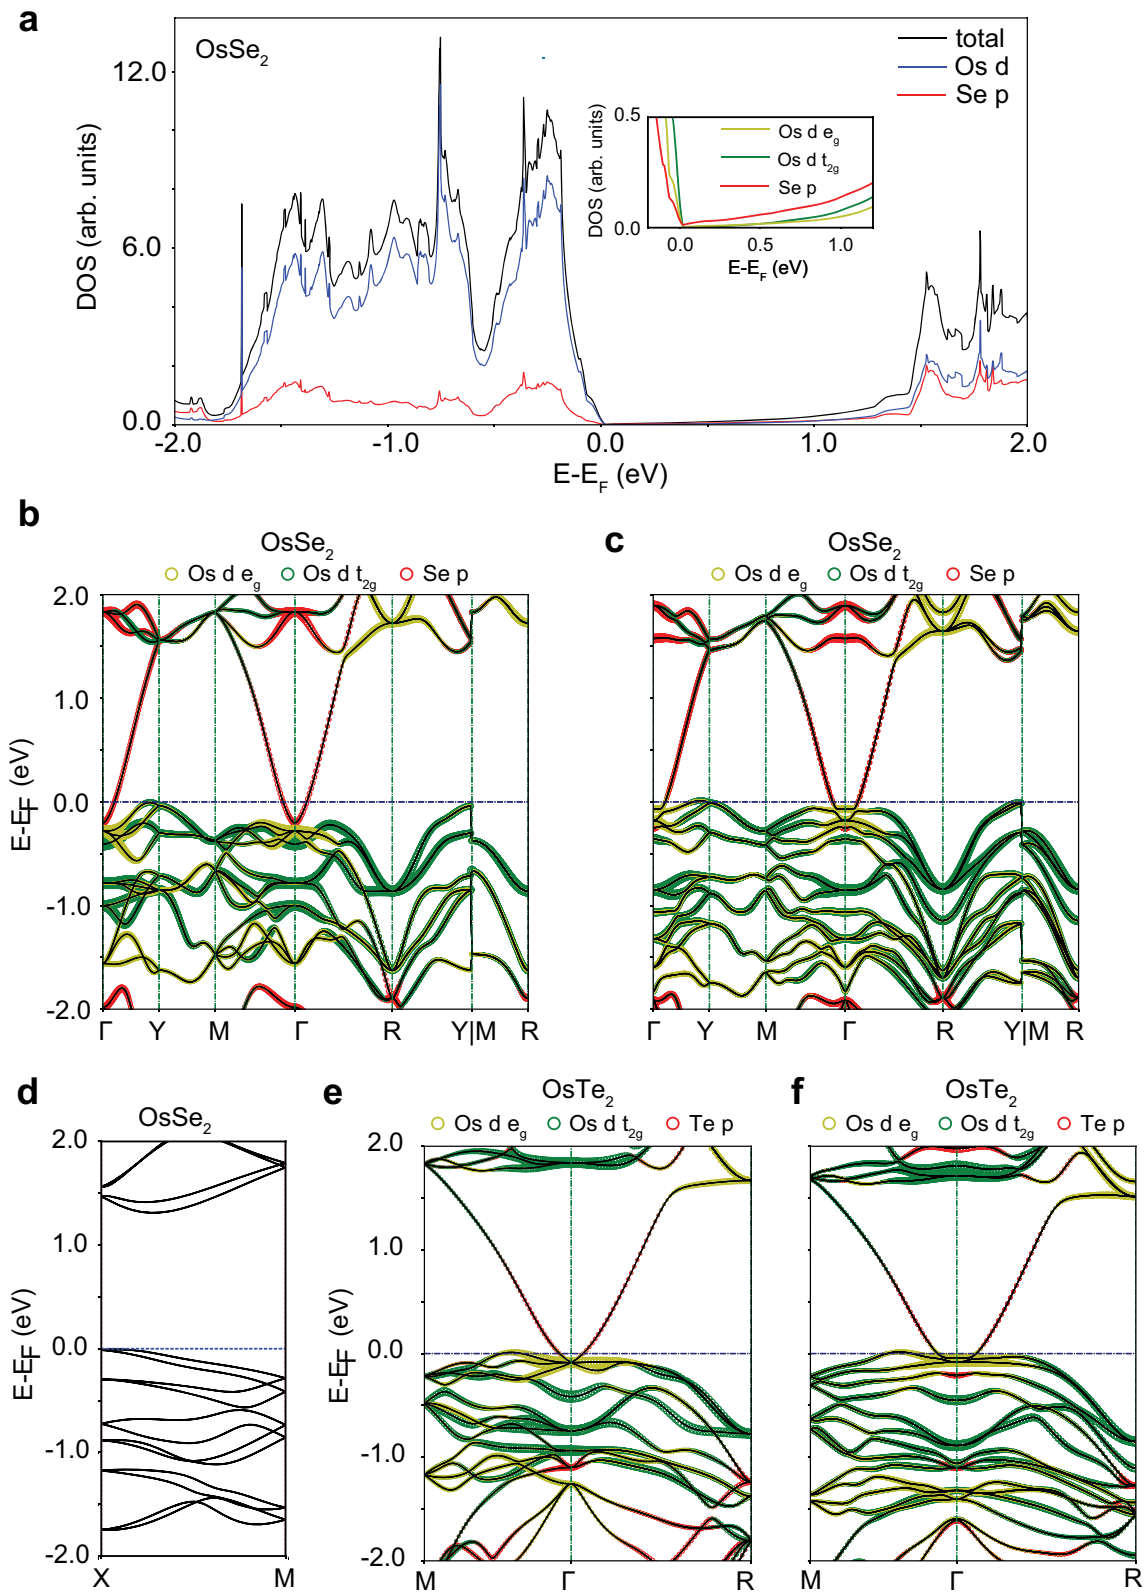 a
OsSe2
total
Os d
Se p
12.0
6.0
0.0
DOS (arb. units)
-2.0 -1.0 0.0 1.0 2.0
E-EF (eV)
0.5
0.0
DOS (arb. units)
Os d eg
Os d t2g
Se p
0.0 0.5 1.0
E-EF (eV)
b
OsSe2
Os d eg Os d t2g Se p
2.0
1.0
0.0
-1.0
-2.0
E-EF (eV)
Γ Y M Γ R Y|M R
c
OsSe2
Os d eg Os d t2g Se p
Γ Y M Γ R Y|M R
d
OsSe2
2.0
1.0
0.0
-1.0
-2.0
E-EF (eV)
X M
e
OsTe2
Os d eg Os d t2g Te p
2.0
1.0
0.0
-1.0
-2.0
E-EF (eV)
M Γ R
f
OsTe2
Os d eg Os d t2g Te p
M Γ R